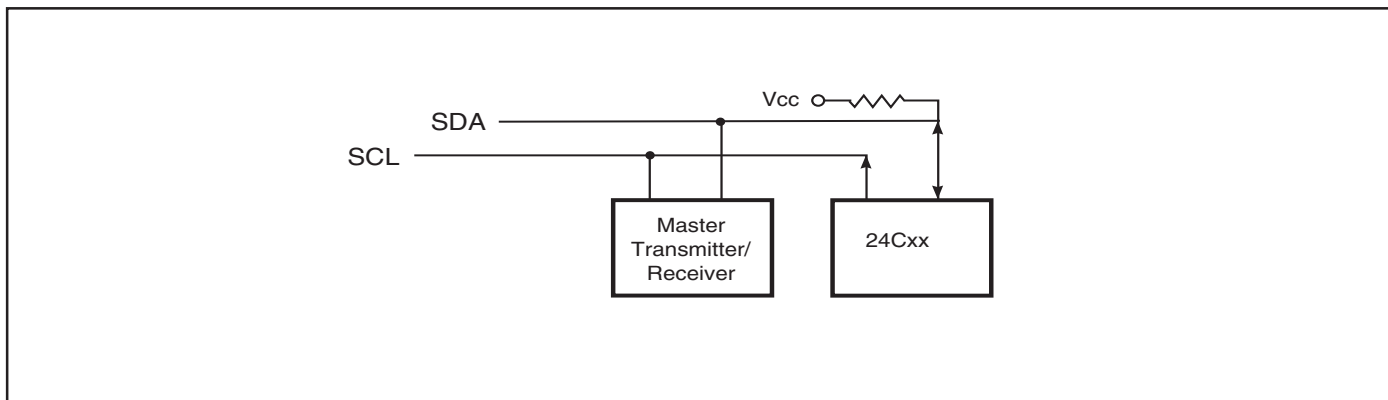 Vcc
SDA
SCL
Master
Transmitter/
Receiver
24Cxx